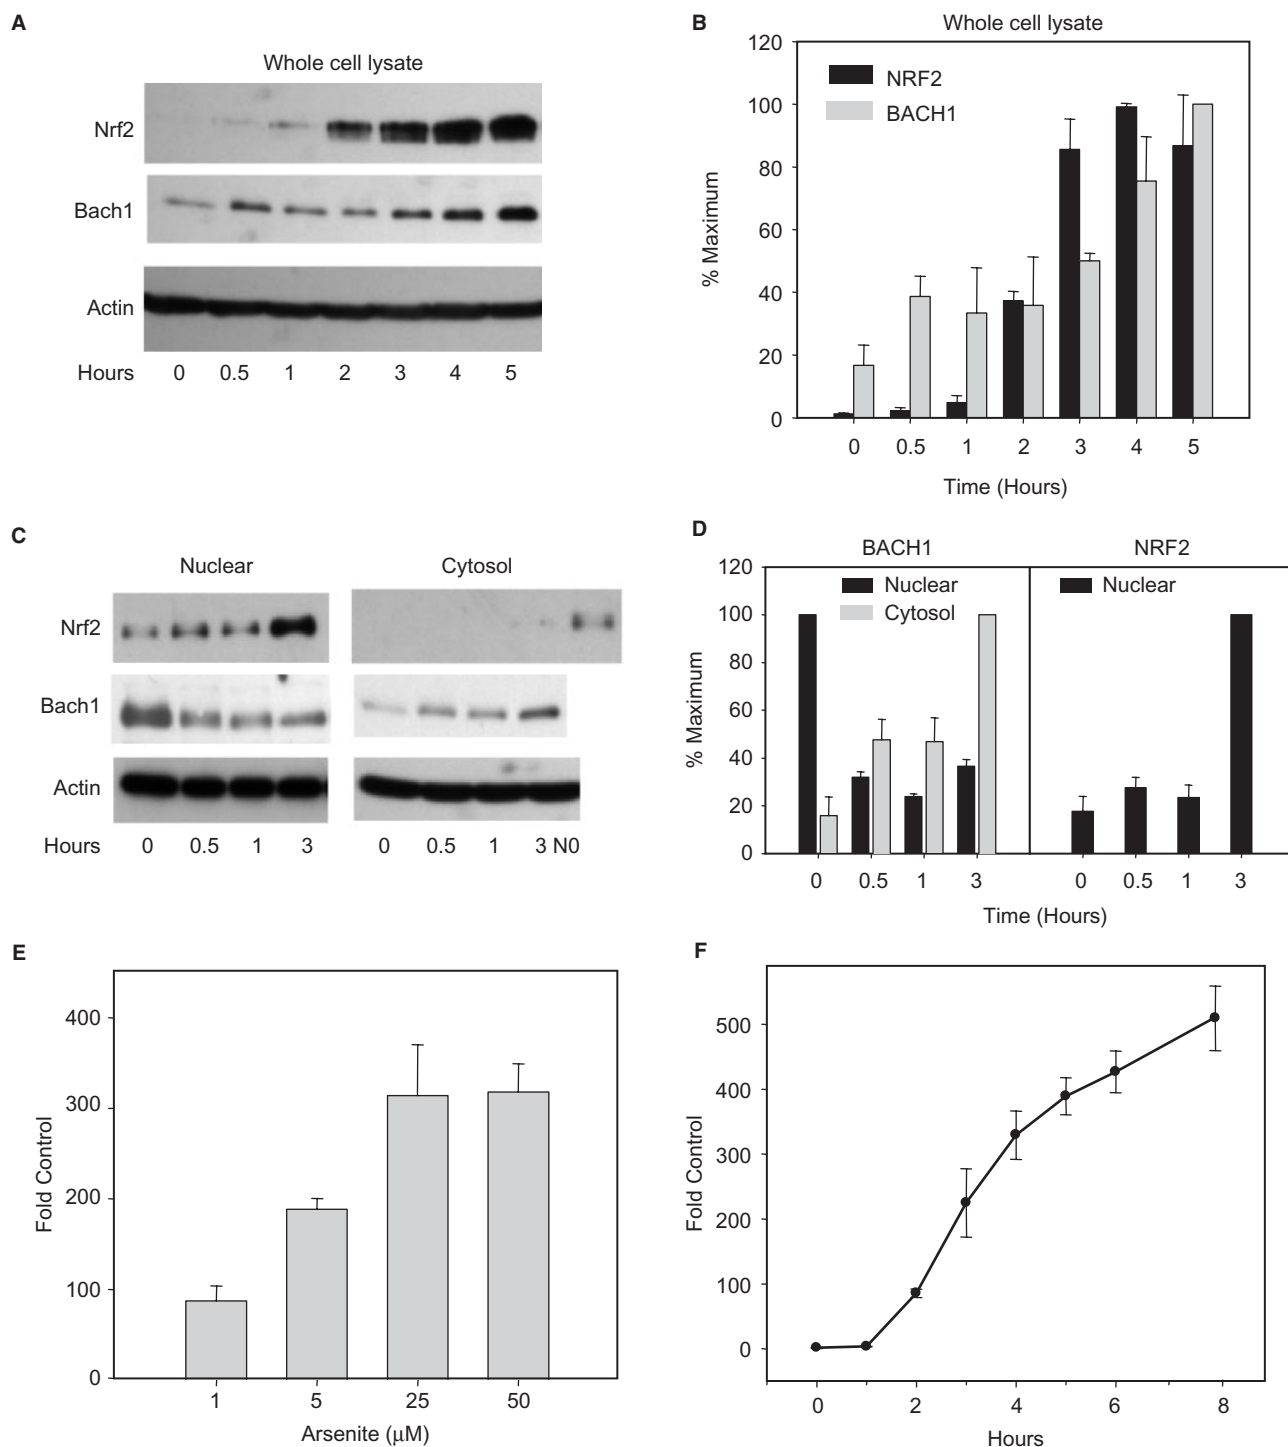 A
Whole cell lysate
Nrf2
Bach1
Actin
Hours 0 0.5 1 2 3 4 5
B
Whole cell lysate
120
100
80
60
40
20
0
% Maximum
NRF2
BACH1
0 0.5 1 2 3 4 5
Time (Hours)
C
Nuclear Cytosol
Nrf2
Bach1
Actin
Hours 0 0.5 1 3 0 0.5 1 3 N0
D
BACH1 NRF2
120
100
80
60
40
20
0
% Maximum
Nuclear
Cytosol
Nuclear
0 0.5 1 3 0 0.5 1 3
Time (Hours)
E
400
300
200
100
0
Fold Control
1 5 25 50
Arsenite (μM)
F
500
400
300
200
100
0
Fold Control
0 2 4 6 8
Hours